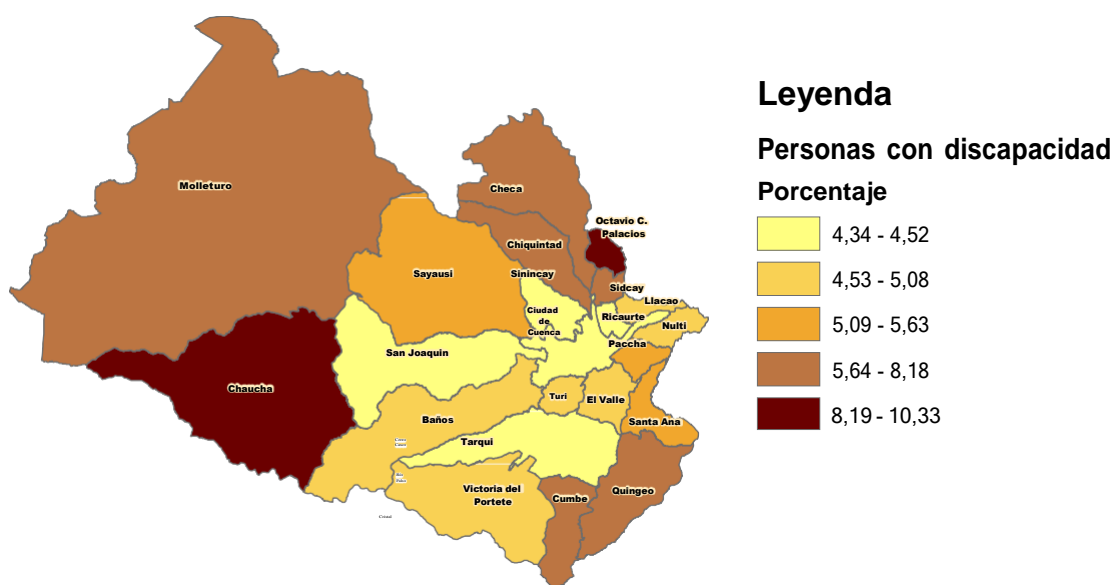 Leyenda
Personas con discapacidad
Porcentaje
4,34 - 4,52
4,53 - 5,08
5,09 - 5,63
5,64 - 8,18
8,19 - 10,33
Molleturo
Checa
Octavio C.
Palacios
Chiquintad
Sayausi
Sinincay
Sidcay
Llacao
Ciudad
de
Cuenca
Ricaurte
Nulti
San Joaquin
Paccha
Chaucha
Turi
El Valle
Baños
Santa Ana
Tarqui
Victoria del
Portete
Cumbe
Quingeo